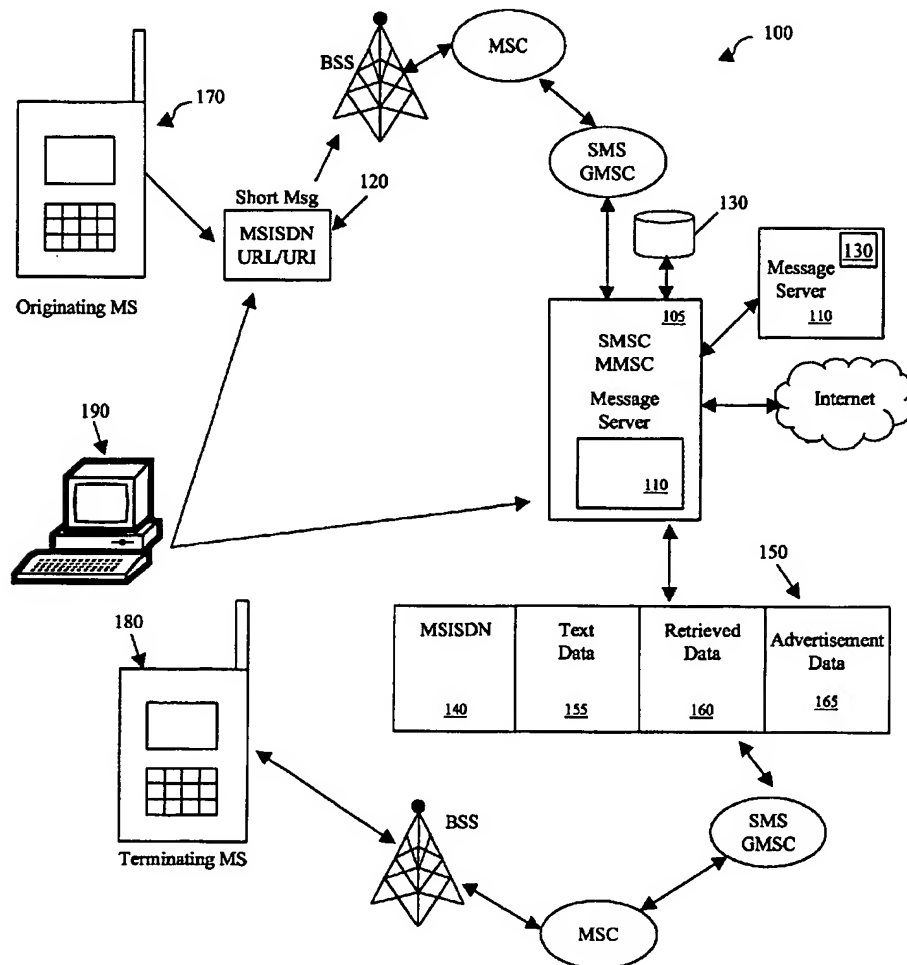 100
BSS
MSC
170
SMS
GMSC
Short Msg
120
MSISDN
URL/URI
130
Originating MS
Message
Server
130
110
105
SMSC
MMSC
Message
Server
110
Internet
190
150
MSISDN
140
Text
Data
155
Retrieved
Data
160
Advertisement
Data
165
180
Terminating MS
BSS
SMS
GMSC
MSC